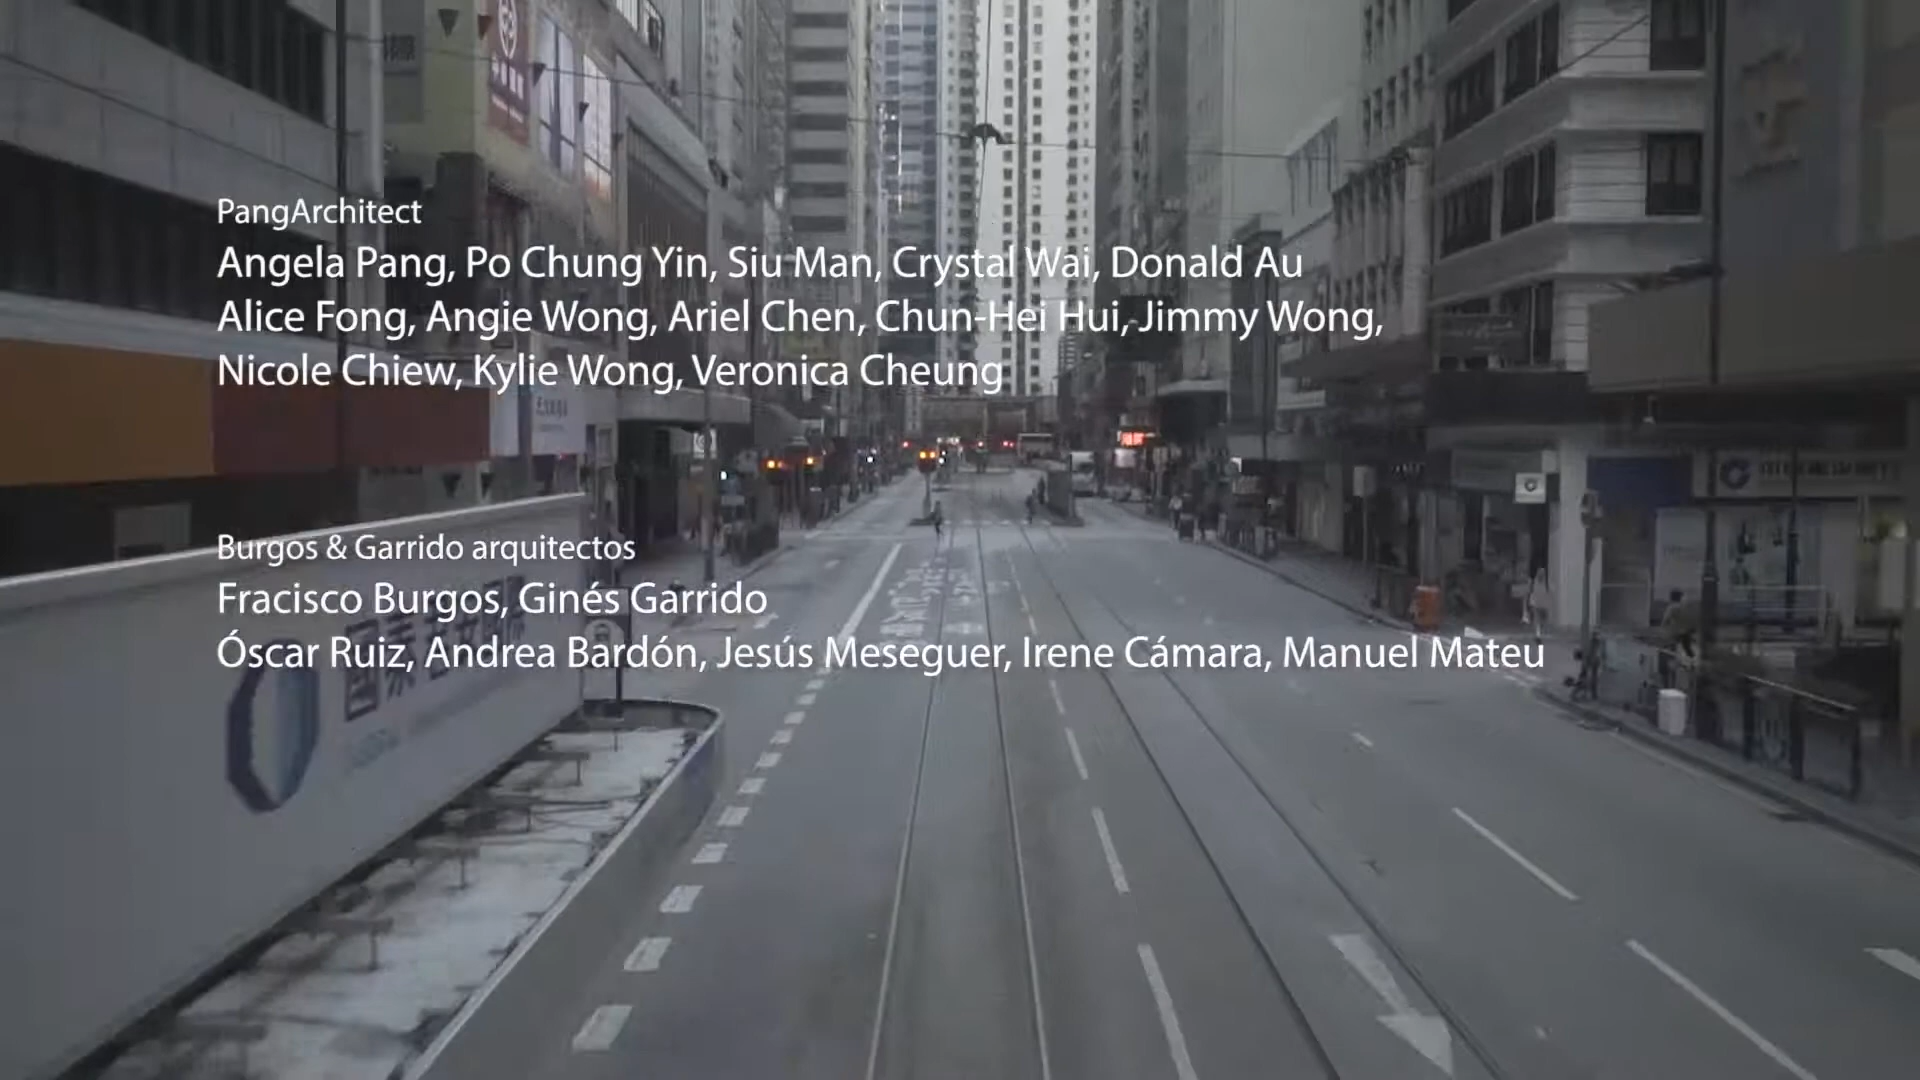 PangArchitect
Angela Pang, Po Chung Yin, Siu Man, Crystal Wai, Donald Au
Alice Fong, Angie Wong, Ariel Chen, Chun-Hei Hui, Jimmy Wong,
Nicole Chiew, Kylie Wong, Veronica Cheung
Burgos & Garrido arquitectos
Fracisco Burgos, Ginés Garrido
Óscar Ruiz, Andrea Bardón, Jesús Meseguer, Irene Cámara, Manuel Mateu